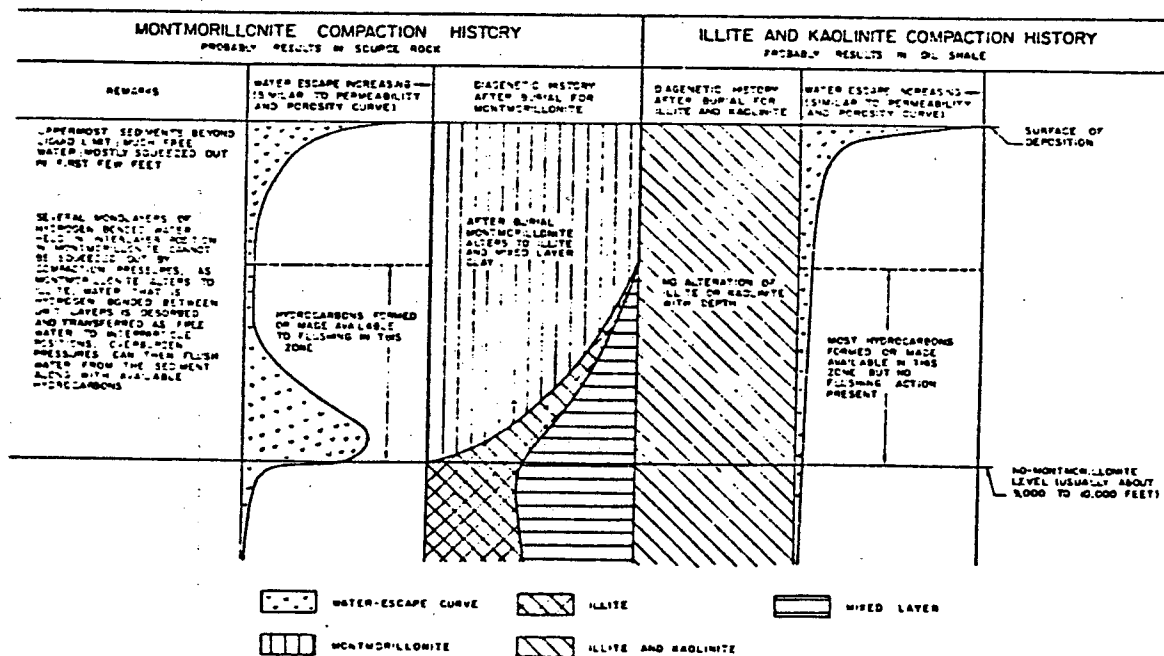 MONTMORILLONITE COMPACTION HISTORY
PROBABLY RESULTS IN SOURCE ROCK
ILLITE AND KAOLINITE COMPACTION HISTORY
PROBABLY RESULTS IN OIL SHALE
REMARKS
WATER ESCAPE INCREASING
(SIMILAR TO PERMEABILITY
AND POROSITY CURVE)
DIAGENETIC HISTORY
AFTER BURIAL FOR
MONTMORILLONITE
DIAGENETIC HISTORY
AFTER BURIAL FOR
ILLITE AND KAOLINITE
WATER ESCAPE INCREASING
(SIMILAR TO PERMEABILITY
AND POROSITY CURVE)
UPPERMOST SEDIMENTS BEYOND
LIQUID LIMIT; MUCH FREE
WATER; MOSTLY SQUEEZED OUT
IN FIRST FEW FEET
SURFACE OF
DEPOSITION
SEVERAL MONOLAYERS OF
HYDROGEN BONDED WATER
HELD IN INTERLAYER POSITION
IN MONTMORILLONITE CANNOT
BE SQUEEZED OUT BY
COMPACTION PRESSURES. AS
MONTMORILLONITE ALTERS TO
ILLITE, WATER THAT IS
HYDROGEN BONDED BETWEEN
UNIT LAYERS IS DESORBED
AND TRANSFERRED AS FREE
WATER TO INTERPARTICLE
POSITIONS. OVERBURDEN
PRESSURES CAN THEN FLUSH
WATER FROM THE SEDIMENT
ALONG WITH AVAILABLE
HYDROCARBONS
HYDROCARBONS FORMED
OR MADE AVAILABLE
TO FLUSHING IN THIS
ZONE
AFTER BURIAL
MONTMORILLONITE
ALTERS TO ILLITE
AND MIXED LAYER
CLAY
NO ALTERATION OF
ILLITE OR KAOLINITE
WITH DEPTH
MOST HYDROCARBONS
FORMED OR MADE
AVAILABLE IN THIS
ZONE BUT NO
FLUSHING ACTION
PRESENT
NO-MONTMORILLONITE
LEVEL (USUALLY ABOUT
9,000 TO 10,000 FEET)
WATER-ESCAPE CURVE
ILLITE
MIXED LAYER
MONTMORILLONITE
ILLITE AND KAOLINITE